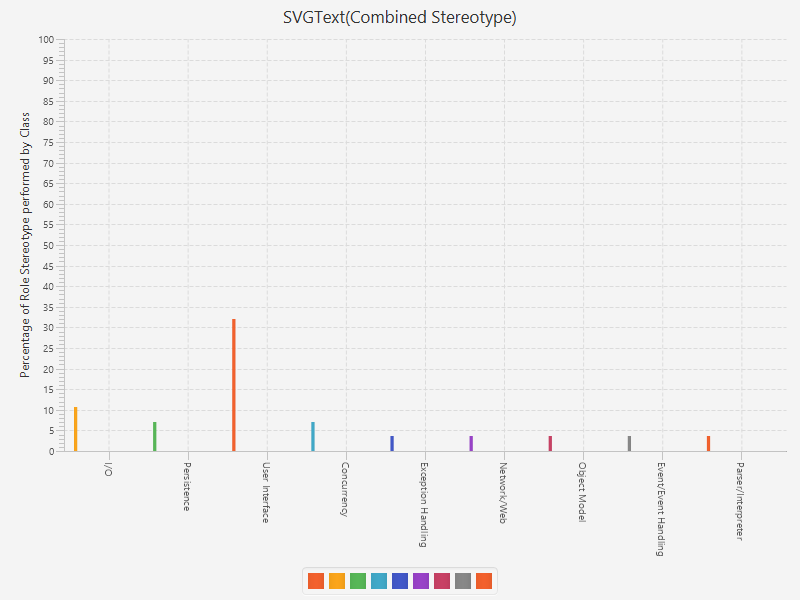 SVGText(Combined Stereotype)
Percentage of Role Stereotype performed by Class
100
95
90
85
80
75
70
65
60
55
50
45
40
35
30
25
20
15
10
5
0
I/O
Persistence
User Interface
Concurrency
Exception Handling
Network/Web
Object Model
Event/Event Handling
Parser/Interpreter